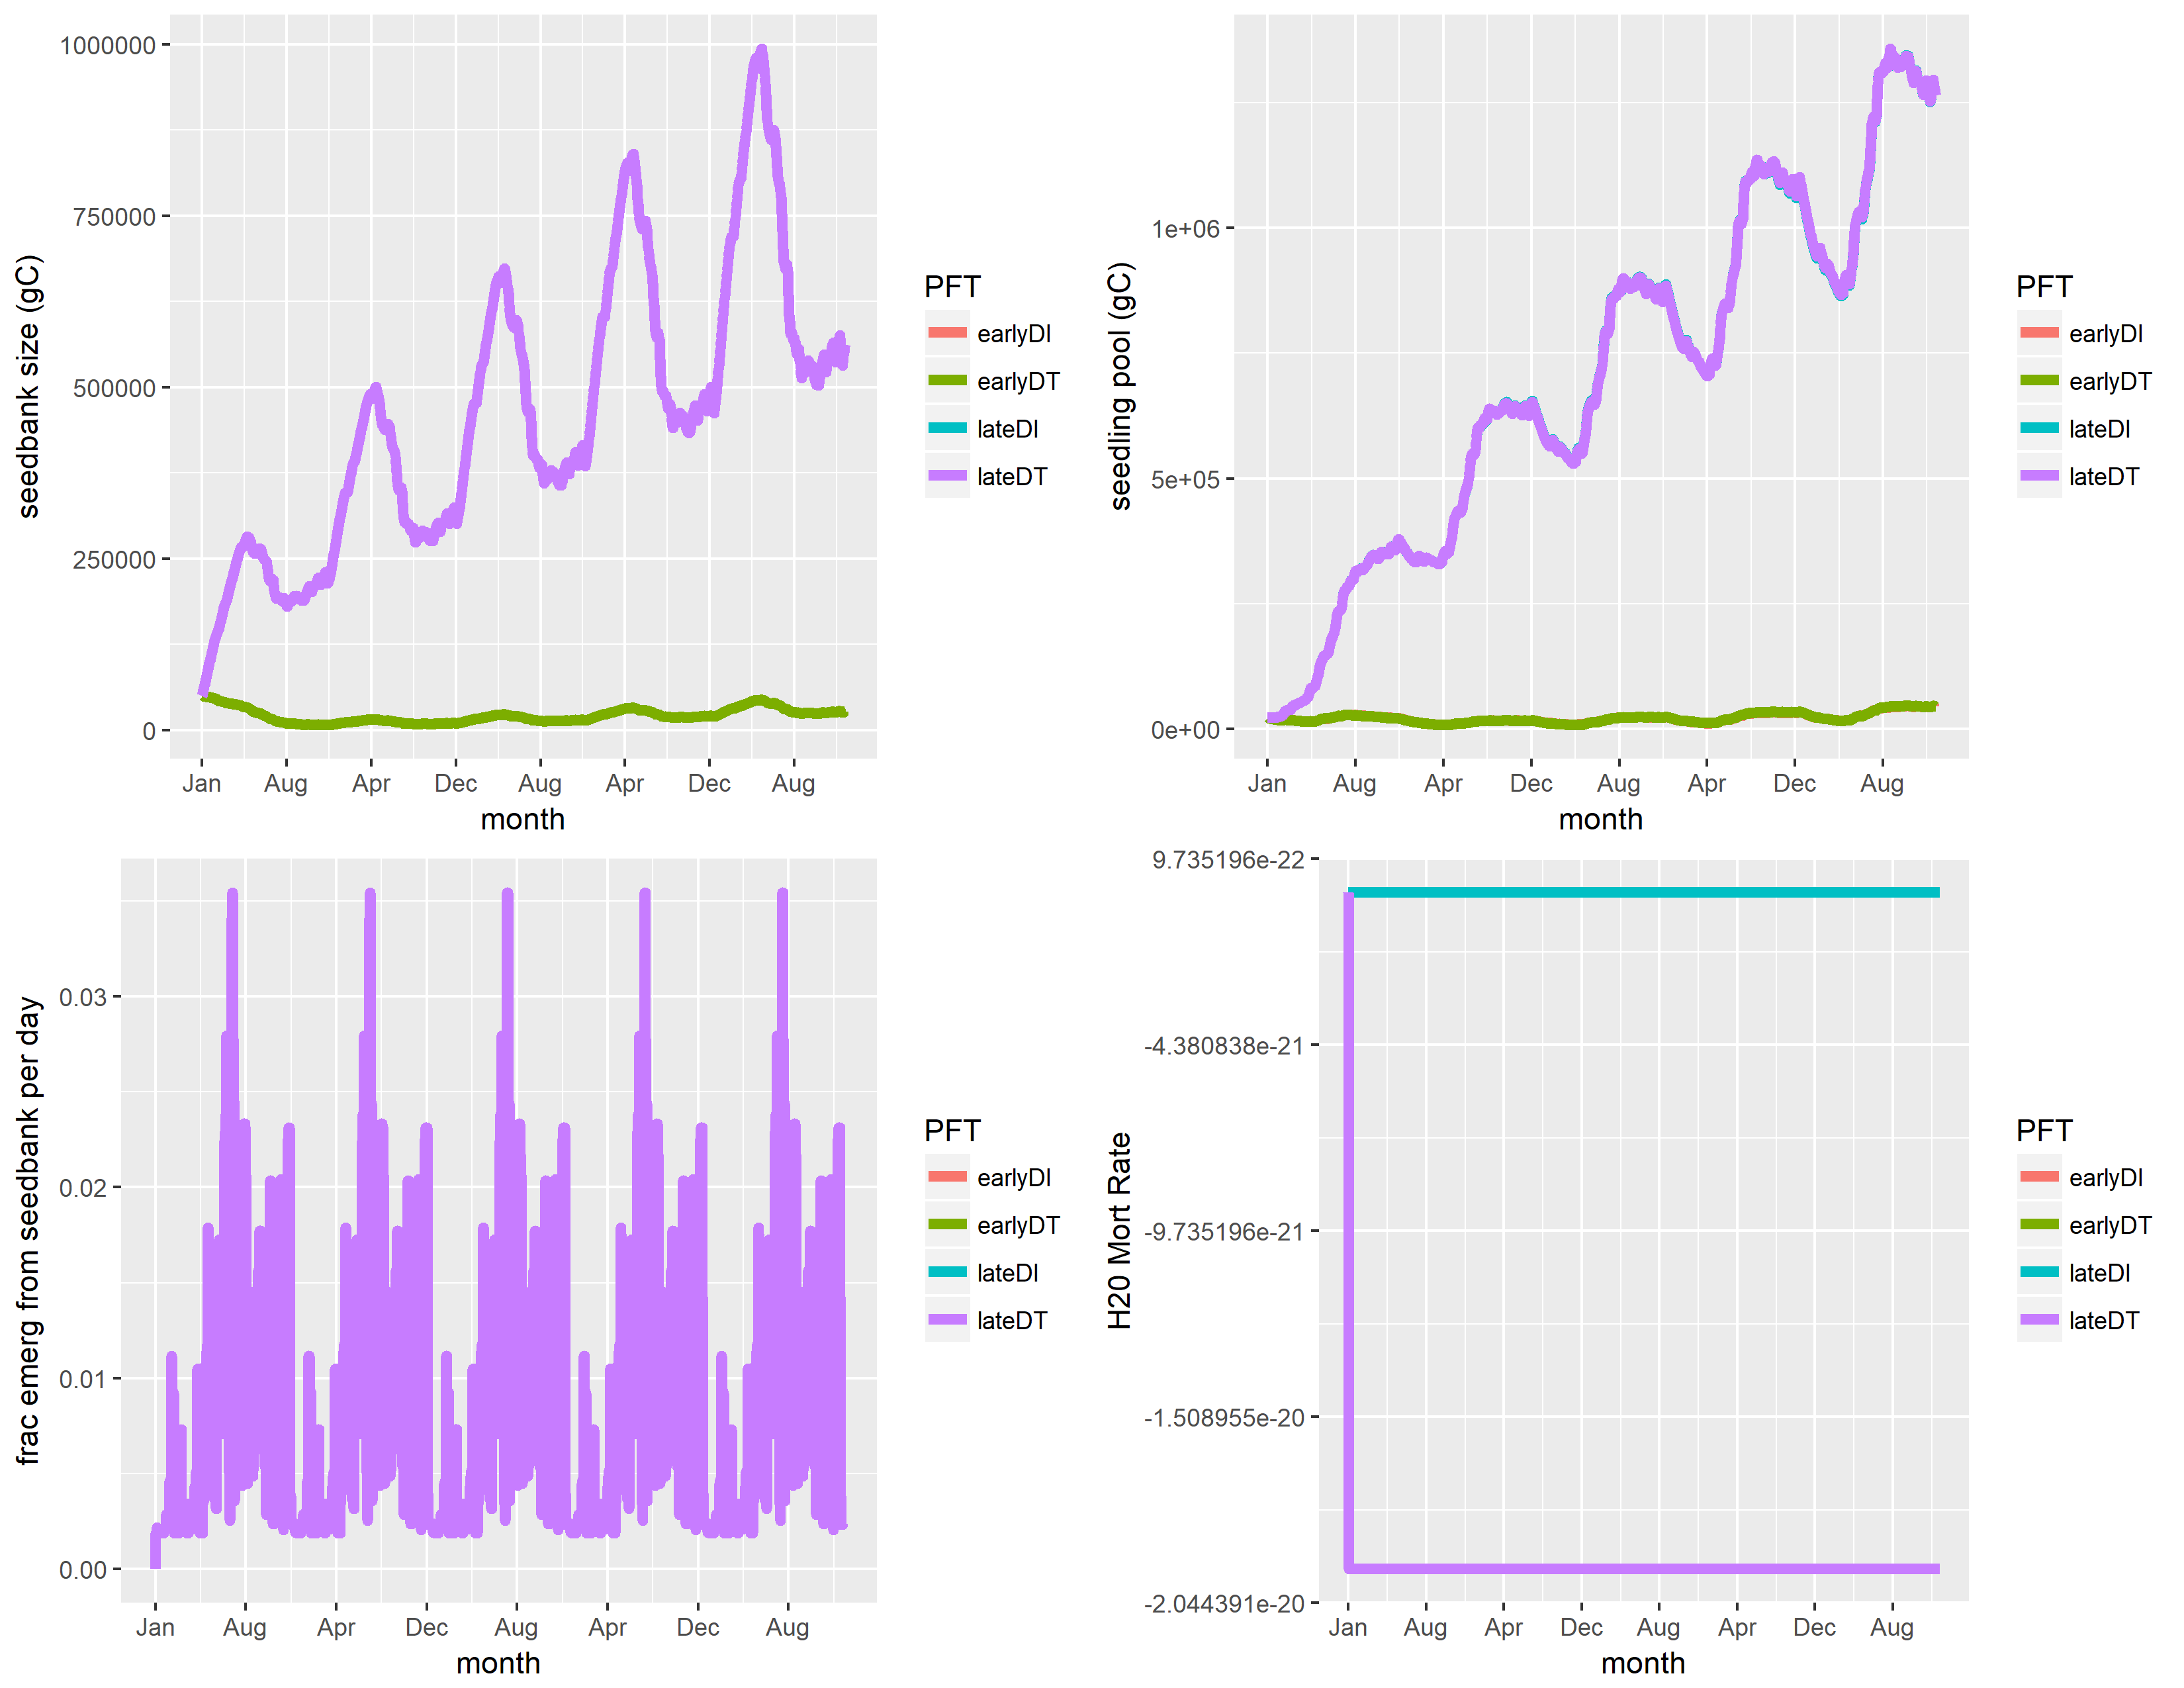 seedbank size (gC)
1000000
750000
500000
250000
0
Jan Aug Apr Dec Aug Apr Dec Aug
month
PFT
earlyDI
earlyDT
lateDI
lateDT
seedling pool (gC)
1e+06
5e+05
0e+00
Jan Aug Apr Dec Aug Apr Dec Aug
month
PFT
earlyDI
earlyDT
lateDI
lateDT
frac emerg from seedbank per day
0.03
0.02
0.01
0.00
Jan Aug Apr Dec Aug Apr Dec Aug
month
PFT
earlyDI
earlyDT
lateDI
lateDT
H20 Mort Rate
9.735196e-22
-4.380838e-21
-9.735196e-21
-1.508955e-20
-2.044391e-20
Jan Aug Apr Dec Aug Apr Dec Aug
month
PFT
earlyDI
earlyDT
lateDI
lateDT